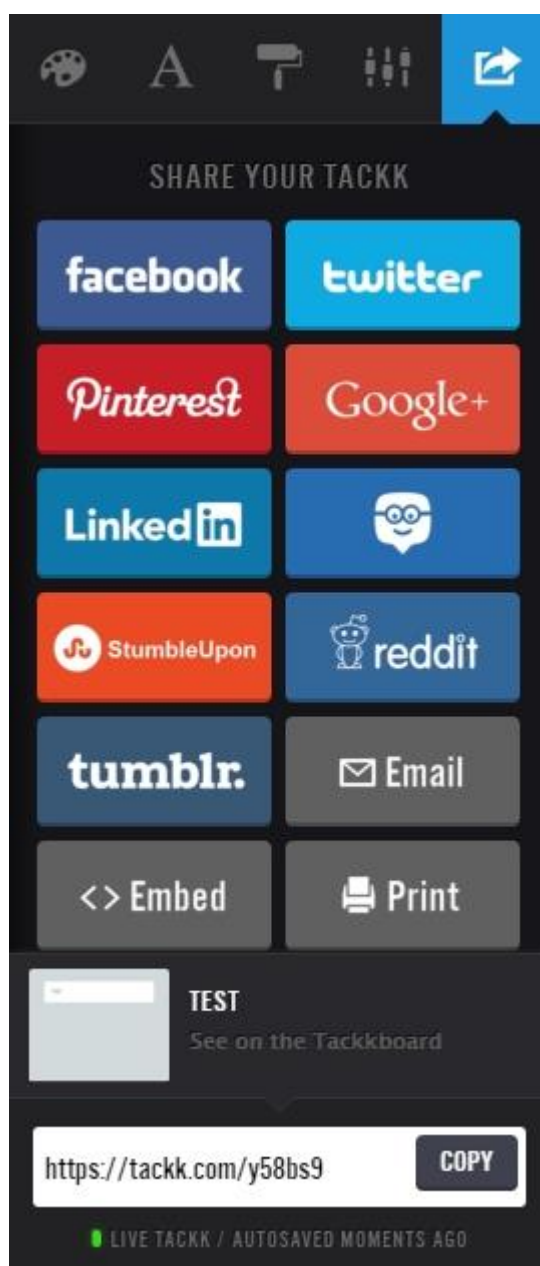 A
SHARE YOUR TACKK
facebook
twitter
Pinterest
Google+
Linked in
StumbleUpon
reddit
tumblr.
Email
<> Embed
Print
TEST
See on the Tackkboard
https://tackk.com/y58bs9
COPY
LIVE TACKK / AUTOSAVED MOMENTS AGO